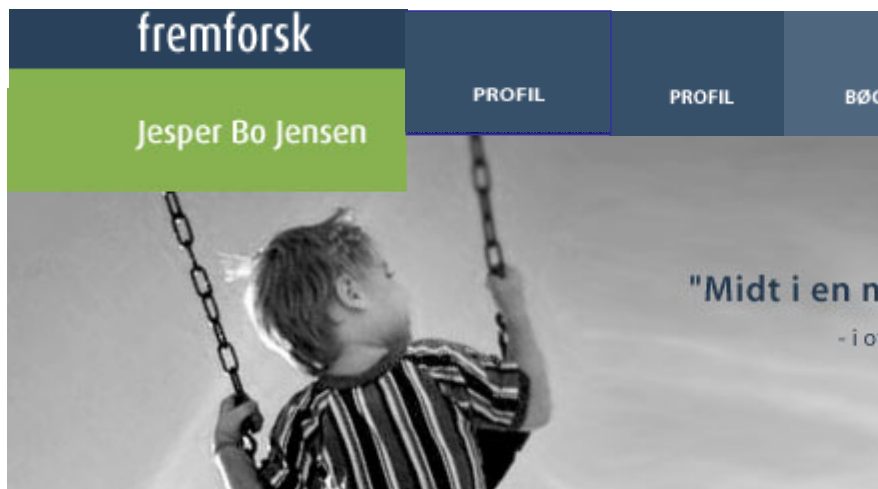 fremforsk
PROFIL
PROFIL
Jesper Bo Jensen
"Midt i en
- i